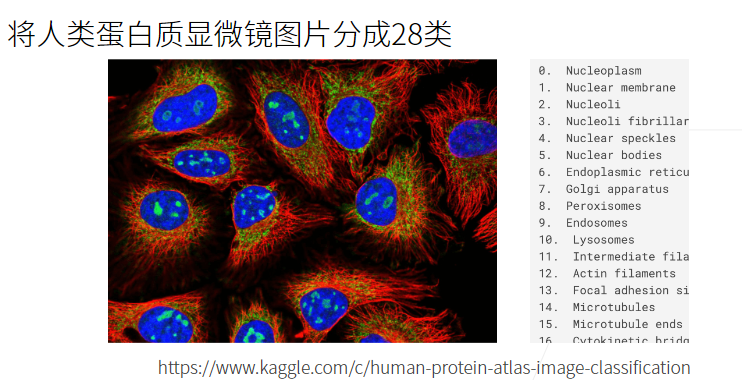 将人类蛋白质显微镜图片分成28类
0. Nucleoplasm
1. Nuclear membrane
2. Nucleoli
3. Nucleoli fibrillar
4. Nuclear speckles
5. Nuclear bodies
6. Endoplasmic reticu
7. Golgi apparatus
8. Peroxisomes
9. Endosomes
10. Lysosomes
11. Intermediate fila
12. Actin filaments
13. Focal adhesion si
14. Microtubules
15. Microtubule ends
16. Cytokinetic bridg
https://www.kaggle.com/c/human-protein-atlas-image-classification